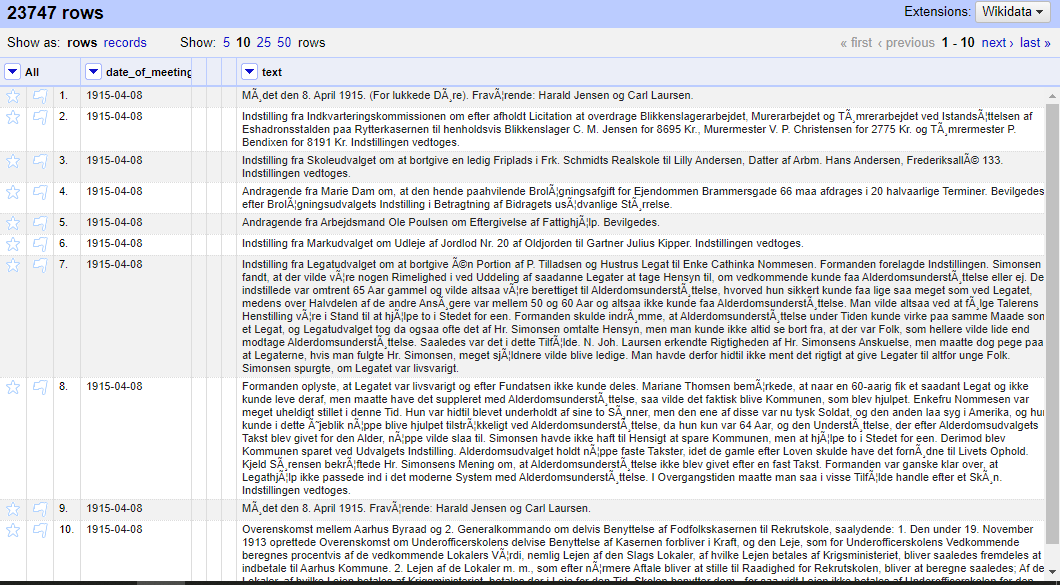 23747 rows
Extensions: Wikidata
Show as: rows records Show: 5 10 25 50 rows
« first ‹ previous 1 - 10 next › last »
All date_of_meeting text
1. 1915-04-08 MÃ¸det den 8. April 1915. (For lukkede DÃ¸re). FravÃ¦rende: Harald Jensen og Carl Laursen.
2. 1915-04-08 Indstilling fra Indkvarteringskommissionen om efter afholdt Licitation at overdrage Blikkenslagerarbejdet, Murerarbejdet og TÃ¸mrerarbejdet ved IstandsÃ¦ttelsen af
Eshadronsstalden paa Rytterkasernen til henholdsvis Blikkenslager C. M. Jensen for 8695 Kr., Murermester V. P. Christensen for 2775 Kr. og TÃ¸mrermester P.
Bendixen for 8191 Kr. Indstillingen vedtoges.
3. 1915-04-08 Indstilling fra Skoleudvalget om at bortgive en ledig Friplads i Frk. Schmidts Realskole til Lilly Andersen, Datter af Arbm. Hans Andersen, FrederiksallÃ© 133.
Indstillingen vedtoges.
4. 1915-04-08 Andragende fra Marie Dam om, at den hende paahvilende BrolÃ¦gningsafgift for Ejendommen Brammersgade 66 maa afdrages i 20 halvaarlige Terminer. Bevilgedes
efter BrolÃ¦gningsudvalgets Indstilling i Betragtning af Bidragets usÃ¦dvanlige StÃ¸rrelse.
5. 1915-04-08 Andragende fra Arbejdsmand Ole Poulsen om Eftergivelse af FattighjÃ¦lp. Bevilgedes.
6. 1915-04-08 Indstilling fra Markudvalget om Udleje af Jordlod Nr. 20 af Oldjorden til Gartner Julius Kipper. Indstillingen vedtoges.
7. 1915-04-08 Indstilling fra Legatudvalget om at bortgive Ã©n Portion af P. Tilladsen og Hustrus Legat til Enke Cathinka Nommesen. Formanden forelagde Indstillingen. Simonsen
fandt, at der vilde vÃ¦re nogen Rimelighed i ved Uddeling af saadanne Legater at tage Hensyn til, om vedkommende kunde faa AlderdomsunderstÃ¸ttelse eller ej. De
indstillede var omtrent 65 Aar gammel og vilde altsaa vÃ¦re berettiget til AlderdomsunderstÃ¸ttelse, hvorved hun sikkert kunde faa lige saa meget som ved Legatet,
medens over Halvdelen af de andre AnsÃ¸gere var mellem 50 og 60 Aar og altsaa ikke kunde faa AlderdomsunderstÃ¸ttelse. Man vilde altsaa ved at fÃ¸lge Talerens
Henstilling vÃ¦re i Stand til at hjÃ¦lpe to i Stedet for een. Formanden skulde indrÃ¸mme, at AlderdomsunderstÃ¸ttelse under Tiden kunde virke paa samme Maade som
et Legat, og Legatudvalget tog da ogsaa ofte det af Hr. Simonsen omtalte Hensyn, men man kunde ikke altid se bort fra, at der var Folk, som hellere vilde lide end
modtage AlderdomsunderstÃ¸ttelse. Saaledes var det i dette TilfÃ¦lde. N. Joh. Laursen erkendte Rigtigheden af Hr. Simonsens Anskuelse, men maatte dog pege paa
at Legaterne, hvis man fulgte Hr. Simonsen, meget sjÃ¦ldnere vilde blive ledige. Man havde derfor hidtil ikke ment det rigtigt at give Legater til altfor unge Folk.
Simonsen spurgte, om Legatet var livsvarigt.
8. 1915-04-08 Formanden oplyste, at Legatet var livsvarigt og efter Fundatsen ikke kunde deles. Mariane Thomsen bemÃ¦rkede, at naar en 60-aarig fik et saadant Legat og ikke
kunde leve deraf, men maatte have det suppleret med AlderdomsunderstÃ¸ttelse, saa vilde det faktisk blive Kommunen, som blev hjulpet. Enkefru Nommesen var
meget uheldigt stillet i denne Tid. Hun var hidtil blevet underholdt af sine to SÃ¸nner, men den ene af disse var nu tysk Soldat, og den anden laa syg i Amerika, og hun
kunde i dette Ã˜jeblik nÃ¦ppe blive hjulpet tilstrÃ¦kkeligt ved AlderdomsunderstÃ¸ttelse, da hun kun var 64 Aar, og den UnderstÃ¸ttelse, der efter Alderdomsudvalgets
Takst blev givet for den Alder, nÃ¦ppe vilde slaa til. Simonsen havde ikke haft til Hensigt at spare Kommunen, men at hjÃ¦lpe to i Stedet for een. Derimod blev
Kommunen sparet ved Udvalgets Indstilling. Alderdomsudvalget holdt nÃ¦ppe faste Takster, idet de gamle efter Loven skulde have det fornÃ¸dne til Livets Ophold.
Kjeld SÃ¸rensen bekrÃ¦ftede Hr. Simonsens Mening om, at AlderdomsunderstÃ¸ttelse ikke blev givet efter en fast Takst. Formanden var ganske klar over, at
LegathjÃ¦lp ikke passede ind i det moderne System med AlderdomsunderstÃ¸ttelse. I Overgangstiden maatte man saa i visse TilfÃ¦lde handle efter et SkÃ¸n.
Indstillingen vedtoges.
9. 1915-04-08 MÃ¸det den 8. April 1915. FravÃ¦rende: Harald Jensen og Carl Laursen.
10. 1915-04-08 Overenskomst mellem Aarhus Byraad og 2. Generalkommando om delvis Benyttelse af Fodfolkskasernen til Rekrutskole, saalydende: 1. Den under 19. November
1913 oprettede Overenskomst om Underofficerskolens delvise Benyttelse af Kasernen forbliver i Kraft, og den Leje, som for Underofficerskolens Vedkommende
beregnes procentvis af de vedkommende Lokalers VÃ¦rdi, nemlig Lejen af den Slags Lokaler, af hvilke Lejen betales af Krigsministeriet, bliver saaledes fremdeles at
indbetale til Aarhus Kommune. 2. Lejen af de Lokaler m. m., som efter nÃ¦rmere Aftale bliver at stille til Raadighed for Rekrutskolen, bliver at beregne saaledes; Af de
Lokaler, af hvilke Lejen betales af Krigsministeriet, betales der i Leje for den Tid, Skolen benytter dem, for saa vidt Lejen ikke betales af Underofficerskolen for den